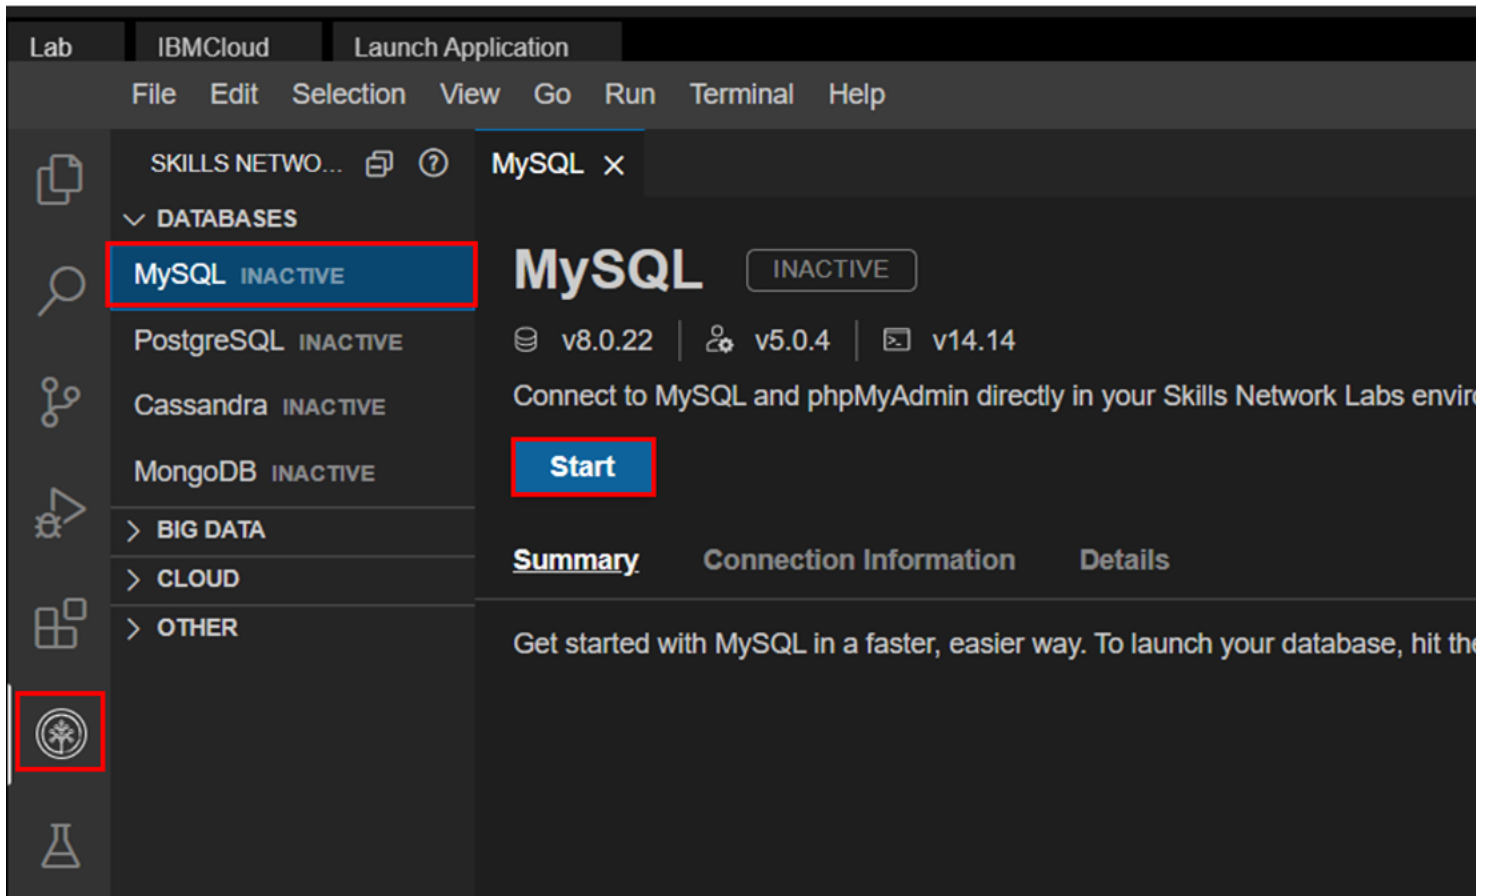 Lab IBMCloud Launch Application
File Edit Selection View Go Run Terminal Help
SKILLS NETWO...
DATABASES
MySQL INACTIVE
PostgreSQL INACTIVE
Cassandra INACTIVE
MongoDB INACTIVE
BIG DATA
CLOUD
OTHER
MySQL
MySQL INACTIVE
v8.0.22 v5.0.4 v14.14
Connect to MySQL and phpMyAdmin directly in your Skills Network Labs
Start
Summary Connection Information Details
Get started with MySQL in a faster, easier way. To launch your database, hit